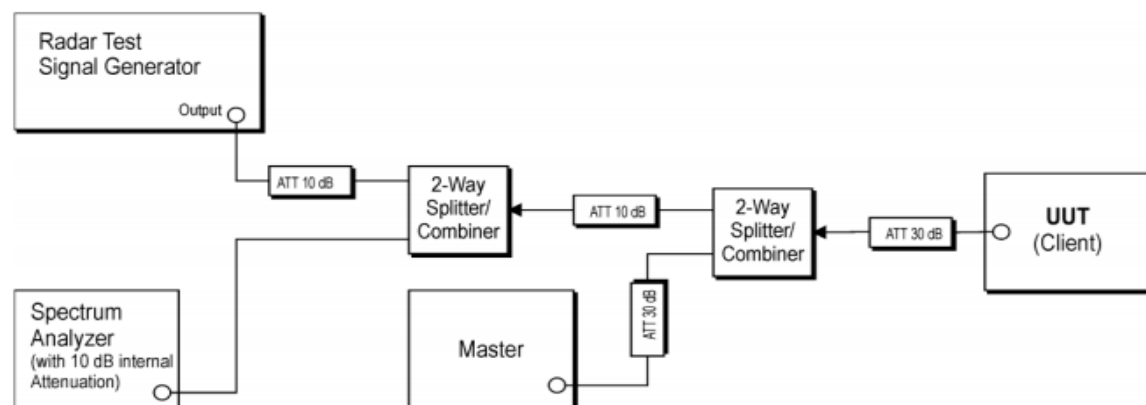 Radar Test
Signal Generator
Output
ATT 10 dB
2-Way
Splitter/
Combiner
ATT 10 dB
2-Way
Splitter/
Combiner
ATT 30 dB
UUT
(Client)
Spectrum
Analyzer
(with 10 dB internal
Attenuation)
Master
ATT 30 dB